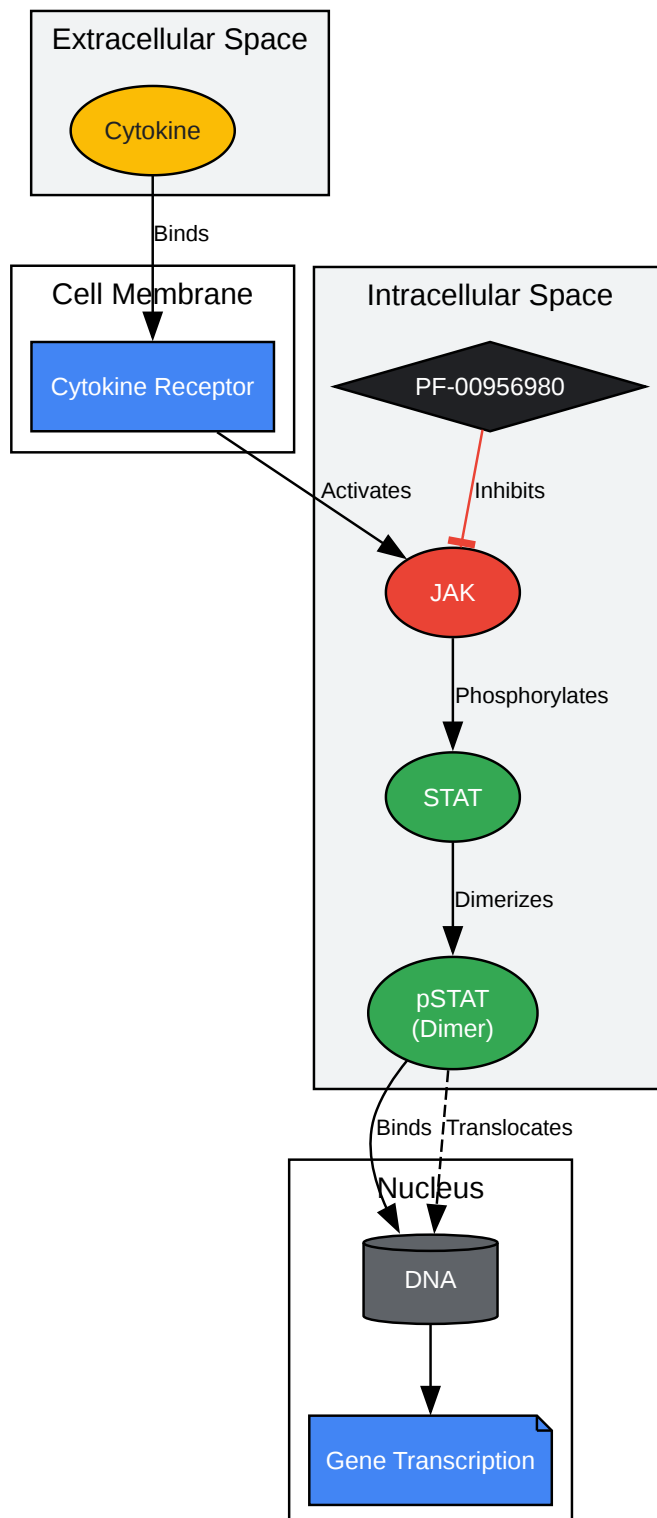 Extracellular Space
Cytokine
Binds
Cell Membrane
Cytokine Receptor
Intracellular Space
PF-00956980
Activates
Inhibits
JAK
Phosphorylates
STAT
Dimerizes
pSTAT
(Dimer)
Binds
Translocates
Nucleus
DNA
Gene Transcription